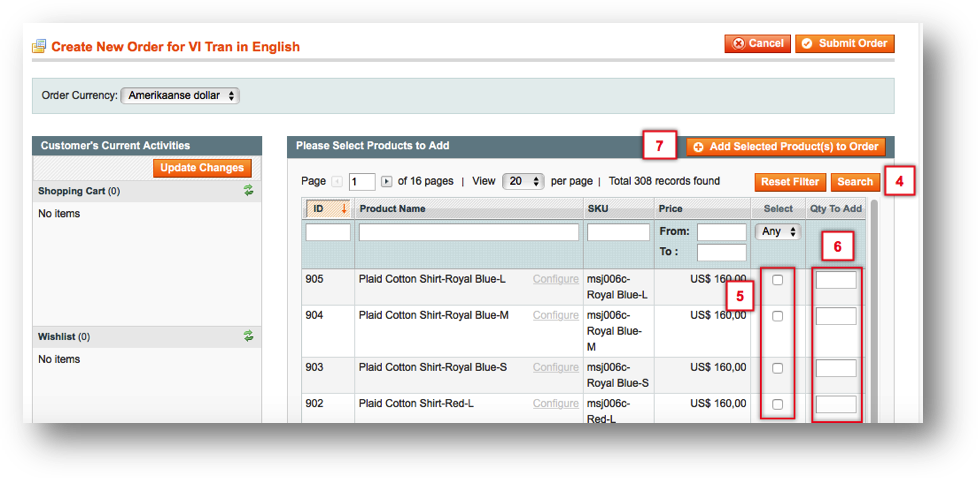 Create New Order for VI Tran in English
Cancel
Submit Order
Order Currency: Amerikaanse dollar
Customer's Current Activities
Update Changes
Shopping Cart (0)
No items
Wishlist (0)
No items
Please Select Products to Add
7
Add Selected Product(s) to Order
Page 1 of 16 pages | View 20 per page | Total 308 records found
Reset Filter
Search
4
ID Product Name SKU Price Select Qty To Add
From:
Any
To :
6
5
905 Plaid Cotton Shirt-Royal Blue-L Configure msj006c- US$ 160,00
Royal Blue-L
904 Plaid Cotton Shirt-Royal Blue-M Configure msj006c- US$ 160,00
Royal Blue-
M
903 Plaid Cotton Shirt-Royal Blue-S Configure msj006c- US$ 160,00
Royal Blue-S
902 Plaid Cotton Shirt-Red-L Configure msj006c- US$ 160,00
Red-L